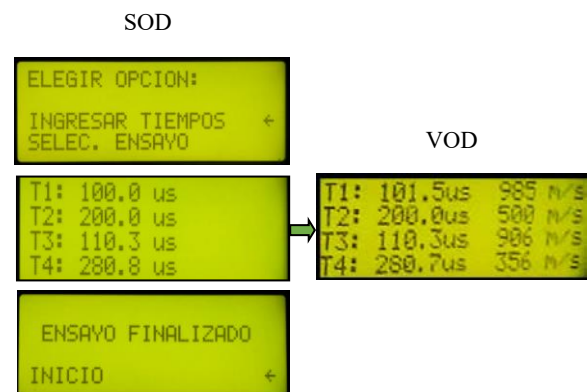 SOD
ELEGIR OPCION:
INGRESAR TIEMPOS ←
SELEC. ENSAYO
T1: 100.0 us
T2: 200.0 us
T3: 110.3 us
T4: 280.8 us
ENSAYO FINALIZADO
INICIO ←
VOD
T1: 101.5us 985 m/s
T2: 200.0us 500 m/s
T3: 110.3us 906 m/s
T4: 280.7us 356 m/s